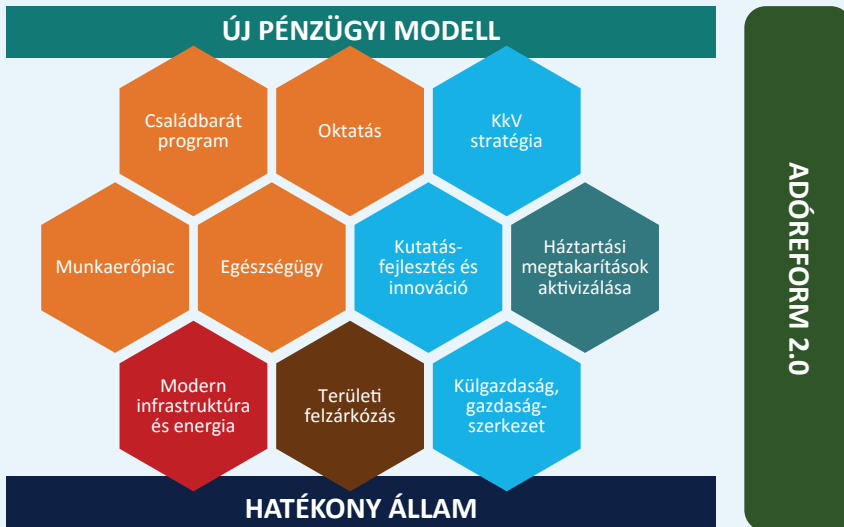 ÚJ PÉNZÜGYI MODELL
Családbarát
program
Oktatás
KkV
stratégia
Munkaerőpiac
Egészségügy
Kutatás-
fejlesztés és
innováció
Háztartási
megtakarítások
aktivizálása
Modern
infrastruktúra
és energia
Területi
felzárkózás
Külgazdaság,
gazdaság-
szerkezet
HATÉKONY ÁLLAM
ADÓREFORM 2.0